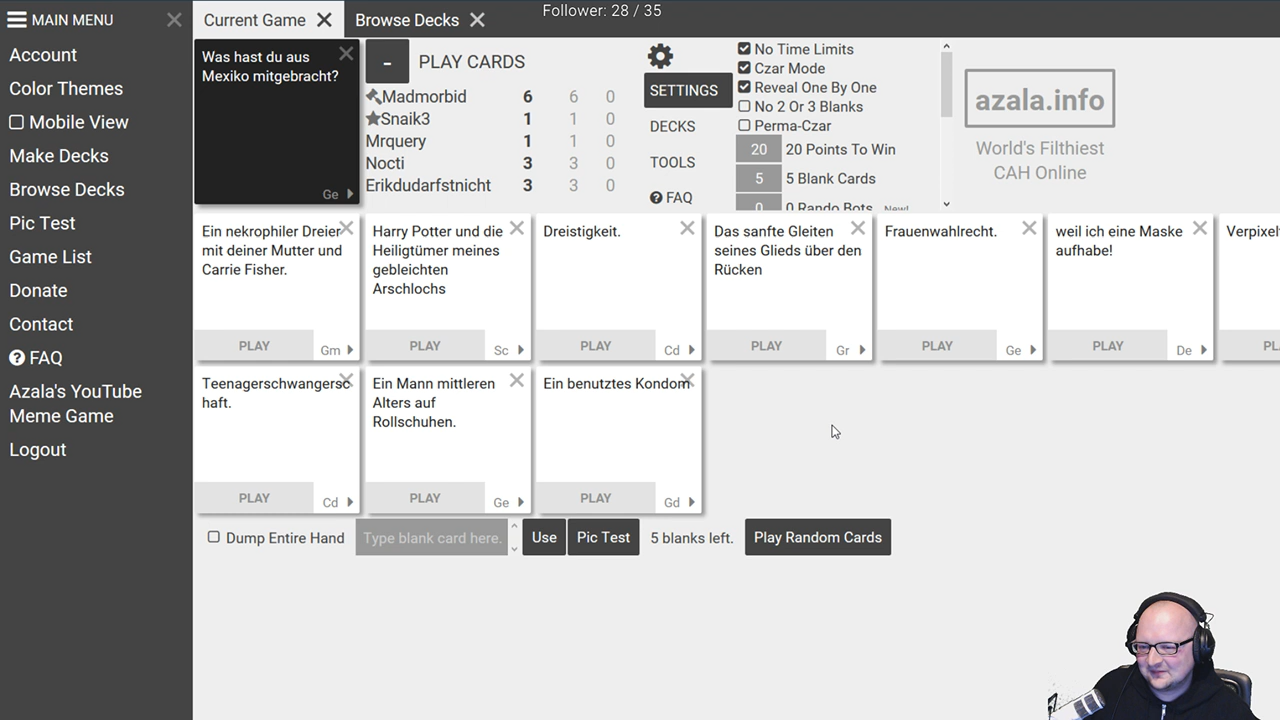 Follower: 28 / 35
MAIN MENU
Account
Color Themes
Mobile View
Make Decks
Browse Decks
Pic Test
Game List
Donate
Contact
FAQ
Azala's YouTube
Meme Game
Logout
Current Game
Browse Decks
Was hast du aus
Mexiko mitgebracht?
Ge
-
PLAY CARDS
Madmorbid 6 6 0
Snaik3 1 1 0
Mrquery 1 1 0
Nocti 3 3 0
Erikdudarfstnicht 3 3 0
SETTINGS
DECKS
TOOLS
FAQ
No Time Limits
Czar Mode
Reveal One By One
No 2 Or 3 Blanks
Perma-Czar
20 20 Points To Win
5 5 Blank Cards
0 0 Rando Bots New!
azala.info
World's Filthiest
CAH Online
Ein nekrophiler Dreier
mit deiner Mutter und
Carrie Fisher.
PLAY Gm
Harry Potter und die
Heiligtümer meines
gebleichten
Arschlochs
PLAY Sc
Dreistigkeit.
PLAY Cd
Das sanfte Gleiten
seines Glieds über den
Rücken
PLAY Gr
Frauenwahlrecht.
PLAY Ge
weil ich eine Maske
aufhabe!
PLAY De
Teenagerschwangersc
haft.
PLAY Cd
Ein Mann mittleren
Alters auf
Rollschuhen.
PLAY Ge
Ein benutztes Kondom
PLAY Gd
Dump Entire Hand
Type blank card here.
Use
Pic Test
5 blanks left.
Play Random Cards